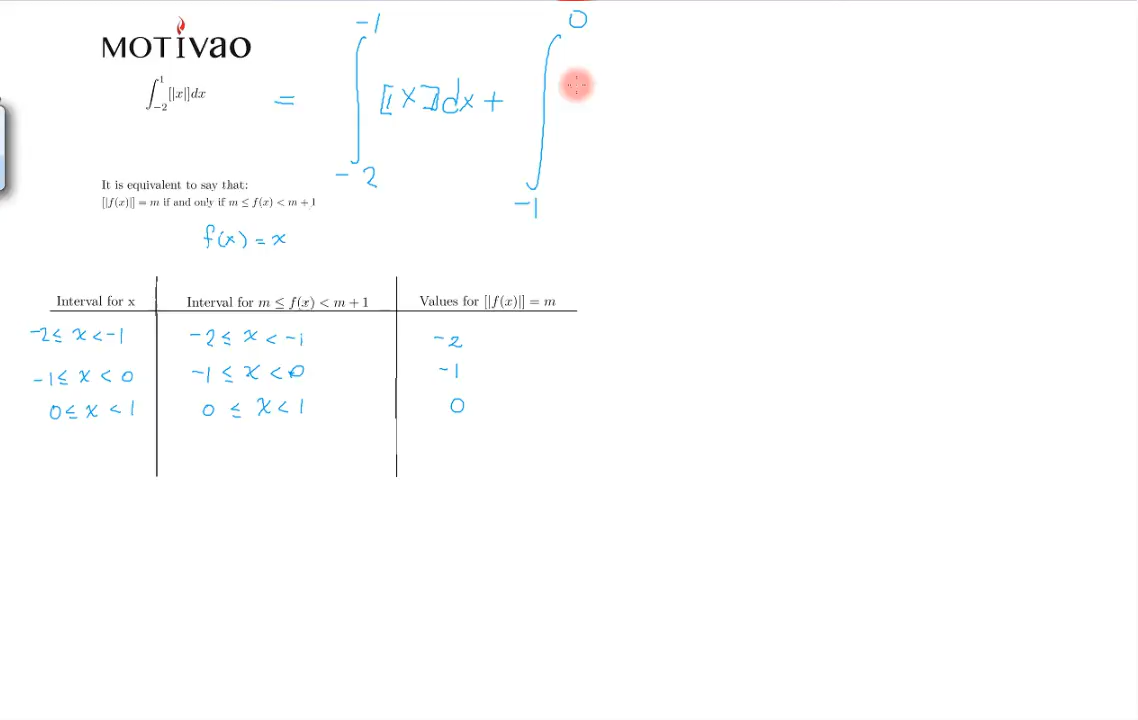 MOTIVAO
∫_{-2}^{1} [|x|]dx = ∫_{-2}^{-1} [|x|]dx + ∫_{-1}^{0}
It is equivalent to say that:
[|f(x)|] = m if and only if m ≤ f(x) < m + 1
f(x) = x
Interval for x Interval for m ≤ f(x) < m + 1 Values for [|f(x)|] = m
-2 ≤ x < -1 -2 ≤ x < -1 -2
-1 ≤ x < 0 -1 ≤ x < 0 -1
0 ≤ x < 1 0 ≤ x < 1 0